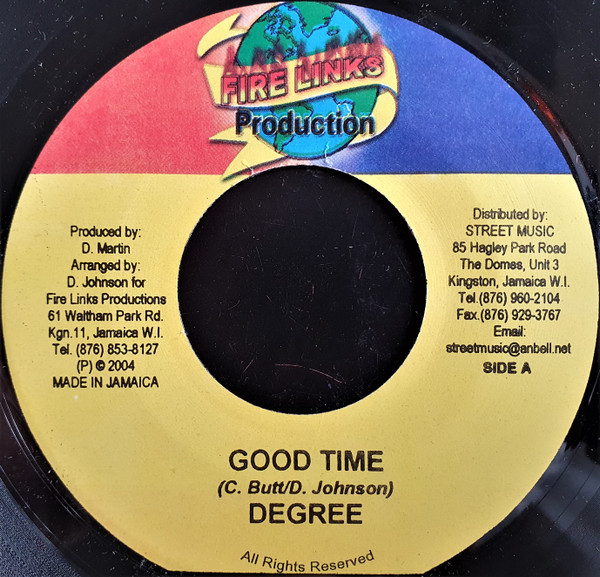 FIRE LINKS
Production
Produced by:
D. Martin
Arranged by:
D. Johnson for
Fire Links Productions
61 Waltham Park Rd.
Kgn.11, Jamaica W.I.
Tel. (876) 853-8127
(P) © 2004
MADE IN JAMAICA
Distributed by:
STREET MUSIC
85 Hagley Park Road
The Domes, Unit 3
Kingston, Jamaica W.I.
Tel.(876) 960-2104
Fax.(876) 929-3767
Email:
streetmusic@anbell.net
SIDE A
GOOD TIME
(C. Butt/D. Johnson)
DEGREE
All Rights Reserved